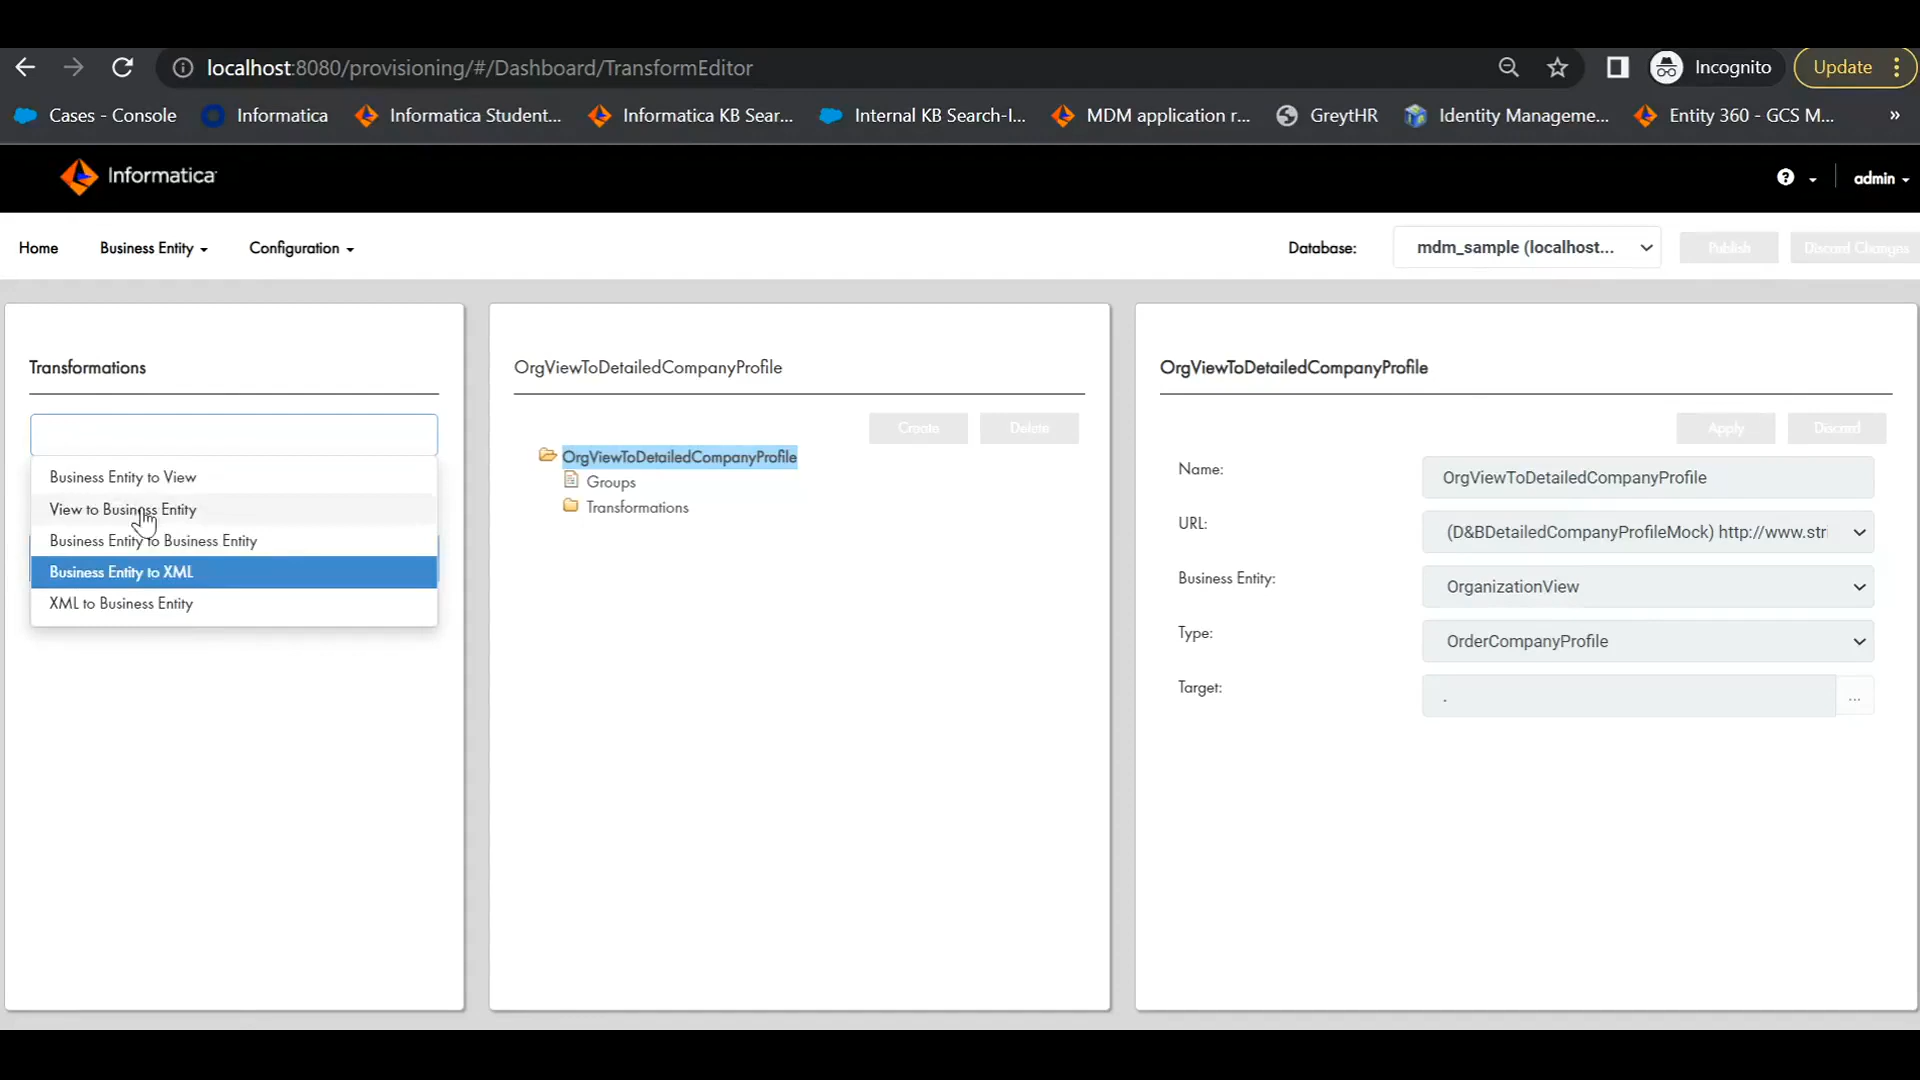 localhost:8080/provisioning/#/Dashboard/TransformEditor
Incognito
Update
Cases - Console
Informatica
Informatica Student...
Informatica KB Sear...
Internal KB Search-I...
MDM application r...
GreytHR
Identity Manageme...
Entity 360 - GCS M...
»
Informatica
admin
Home
Business Entity
Configuration
Database:
mdm_sample (localhost...
Publish
Discard Changes
Transformations
Business Entity to View
View to Business Entity
Business Entity to Business Entity
Business Entity to XML
XML to Business Entity
OrgViewToDetailedCompanyProfile
Create
Delete
OrgViewToDetailedCompanyProfile
Groups
Transformations
OrgViewToDetailedCompanyProfile
Apply
Discard
Name:
OrgViewToDetailedCompanyProfile
URL:
(D&BDetailedCompanyProfileMock) http://www.stri
Business Entity:
OrganizationView
Type:
OrderCompanyProfile
Target:
.
...